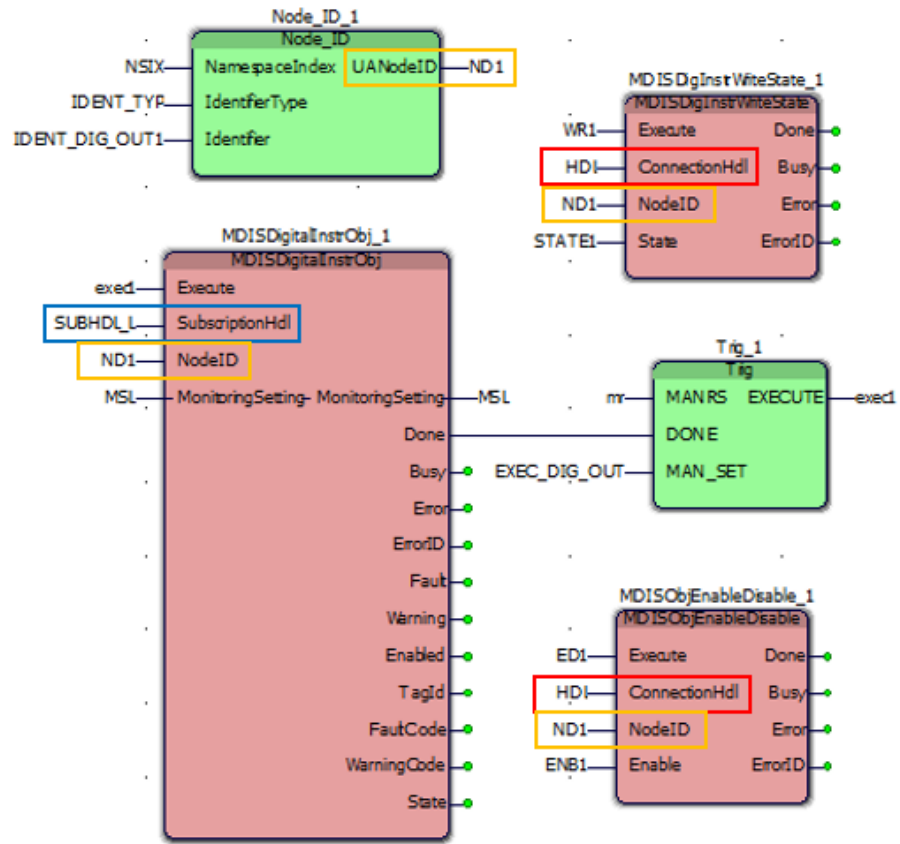 Node_ID_1
Node_ID
NSIX NamespaceIndex UANodeID ND1
IDENT_TYP IdentifierType
IDENT_DIG_OUT1 Identifier
MDISDigInstrWriteState_1
MDISDigInstrWriteState
WR1 Execute Done
HDl ConnectionHdl Busy
ND1 NodeID Error
STATE1 State ErrorID
MDISDigitalInstrObj_1
MDISDigitalInstrObj
exec1 Execute
SUBHDL_L SubscriptionHdl
ND1 NodeID
MSL MonitoringSetting MonitoringSetting MSL
Done
Busy
Error
ErrorID
Fault
Warning
Enabled
TagId
FaultCode
WarningCode
State
Trig_1
Trig
mr MANRS EXECUTE exec1
DONE
EXEC_DIG_OUT MAN_SET
MDISObjEnableDisable_1
MDISObjEnableDisable
ED1 Execute Done
HDl ConnectionHdl Busy
ND1 NodeID Error
ENB1 Enable ErrorID